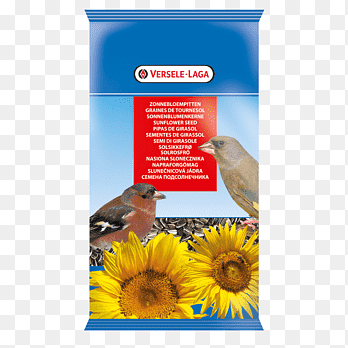 VERSELE-LAGA
ZONNEBLOEMPITTEN
GRAINES DE TOURNESOL
SONNENBLUMENKERNE
SUNFLOWER SEED
PIPAS DE GIRASOL
SEMENTES DE GIRASSOL
SEMI DI GIRASOLE
SOLSIKKEFRØ
SOLROSFRÖ
NASIONA SŁONECZNIKA
NAPRAFORGÓMAG
SLUNEČNICOVÁ JÁDRA
СЕМЕНА ПОДСОЛНЕЧНИКА